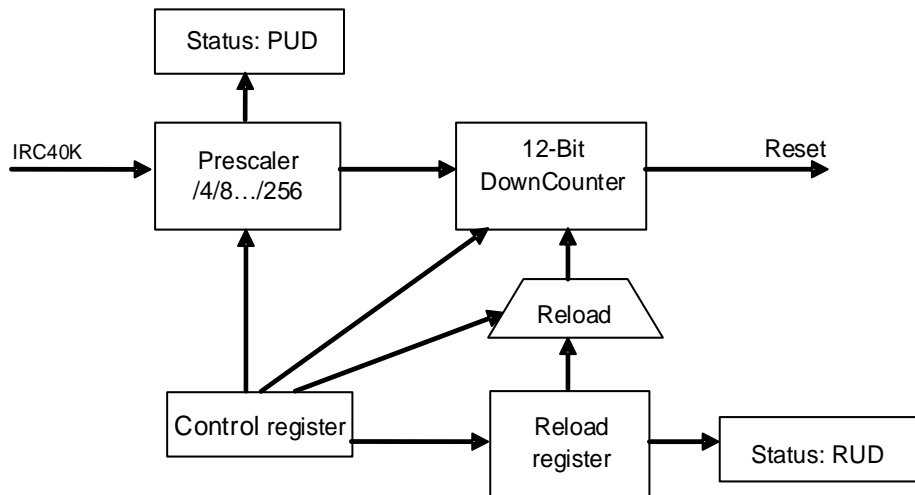 Status: PUD
IRC40K
Prescaler
/4/8.../256
12-Bit
DownCounter
Reset
Reload
Control register
Reload
register
Status: RUD